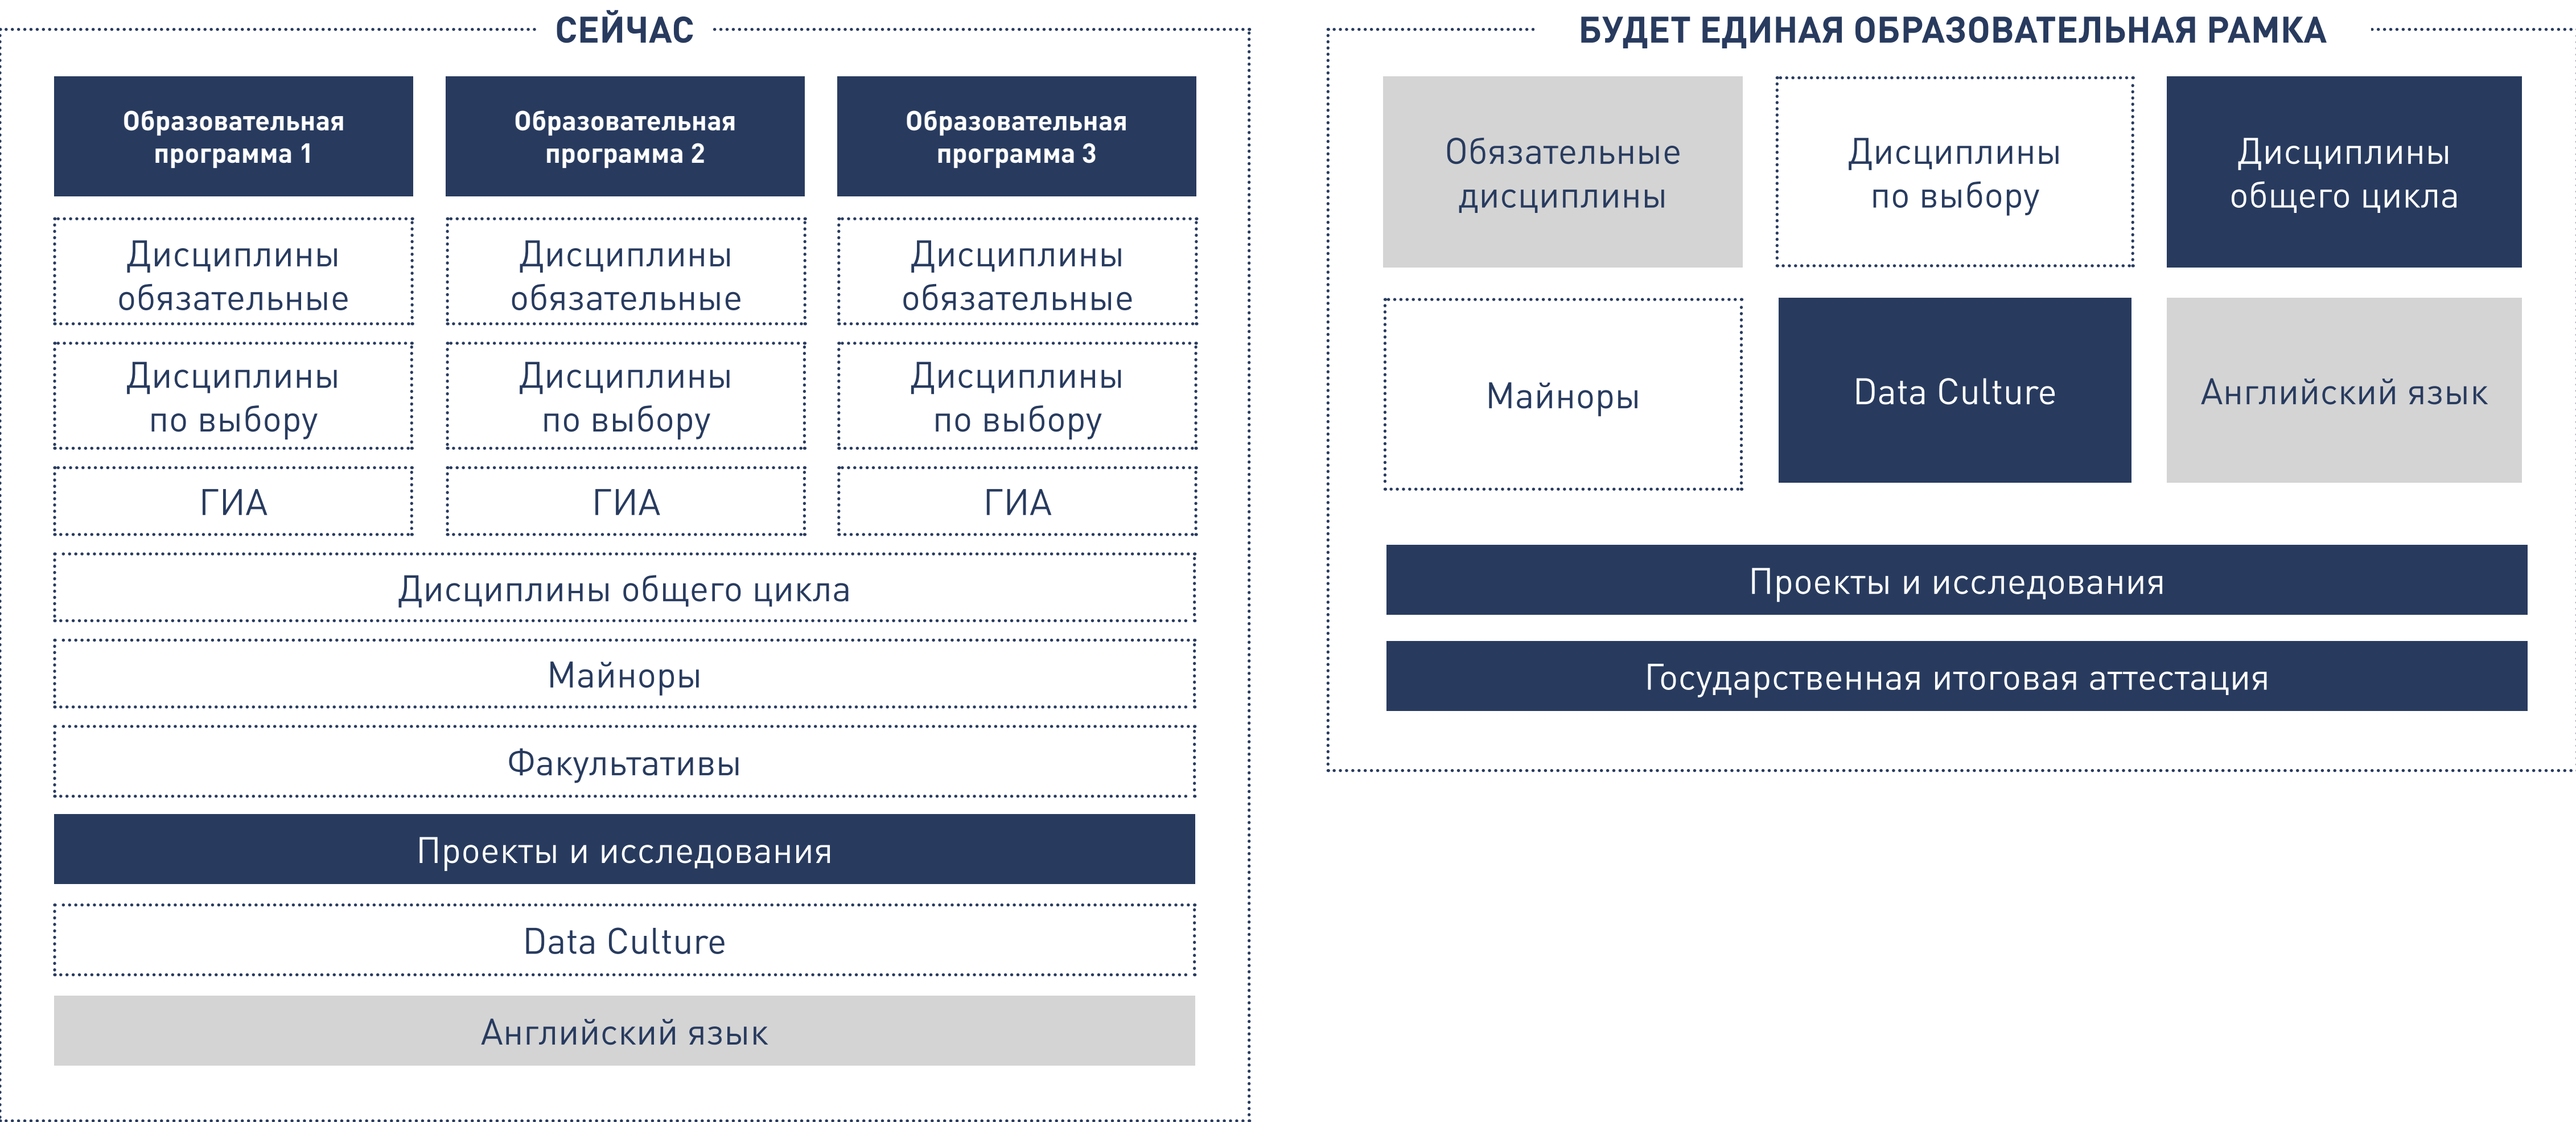 СЕЙЧАС
Образовательная
программа 1
Образовательная
программа 2
Образовательная
программа 3
Дисциплины
обязательные
Дисциплины
обязательные
Дисциплины
обязательные
Дисциплины
по выбору
Дисциплины
по выбору
Дисциплины
по выбору
ГИА
ГИА
ГИА
Дисциплины общего цикла
Майноры
Факультативы
Проекты и исследования
Data Culture
Английский язык
БУДЕТ ЕДИНАЯ ОБРАЗОВАТЕЛЬНАЯ РАМКА
Обязательные
дисциплины
Дисциплины
по выбору
Дисциплины
общего цикла
Майноры
Data Culture
Английский язык
Проекты и исследования
Государственная итоговая аттестация